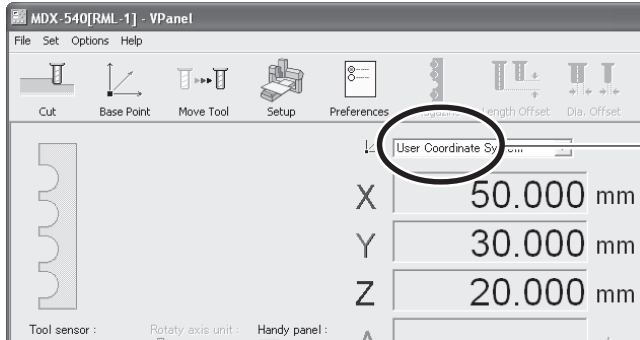 MDX-540[RML-1] - VPanel
File Set Options Help
Cut Base Point Move Tool Setup Preferences Magazine Length Offset Dia. Offset
User Coordinate System
X 50.000 mm
Y 30.000 mm
Z 20.000 mm
Tool sensor : Rotaty axis unit : Handy panel :
A